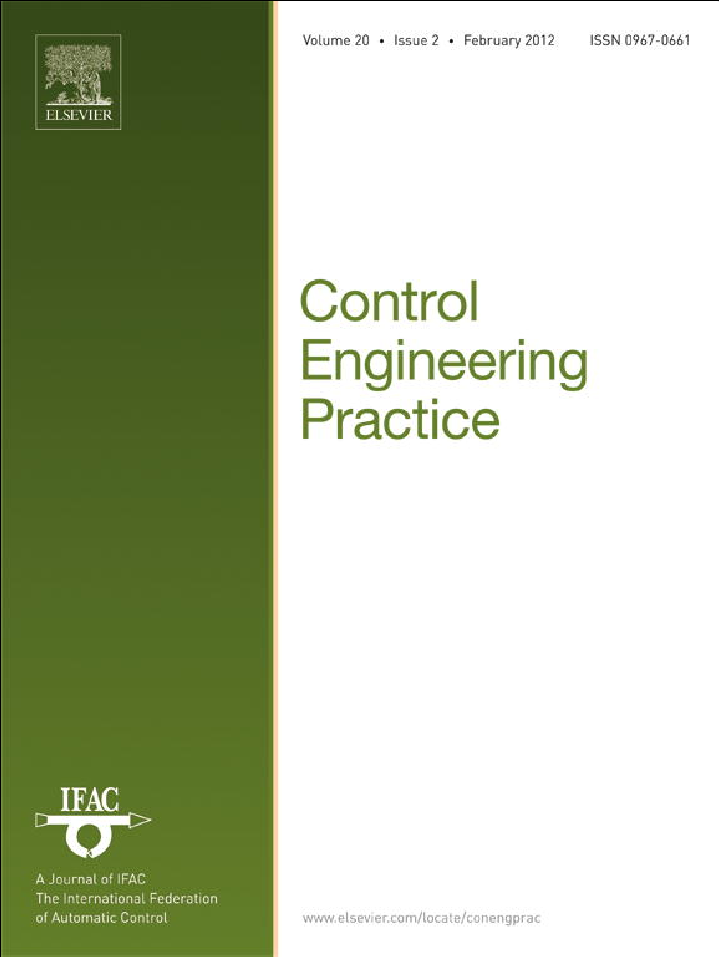 Volume 20 • Issue 2 • February 2012 ISSN 0967-0661
ELSEVIER
Control
Engineering
Practice
IFAC
A Journal of IFAC
The International Federation
of Automatic Control
www.elsevier.com/locate/conengprac